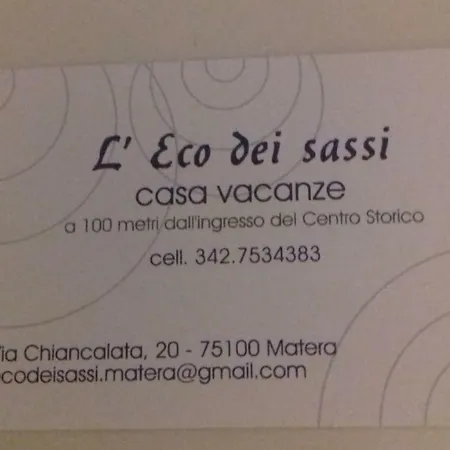 L' Eco dei sassi
casa vacanze
a 100 metri dall'ingresso del Centro Storico
cell. 342.7534383
ia Chiancalata, 20 - 75100 Matera
codeisassi.matera@gmail.com